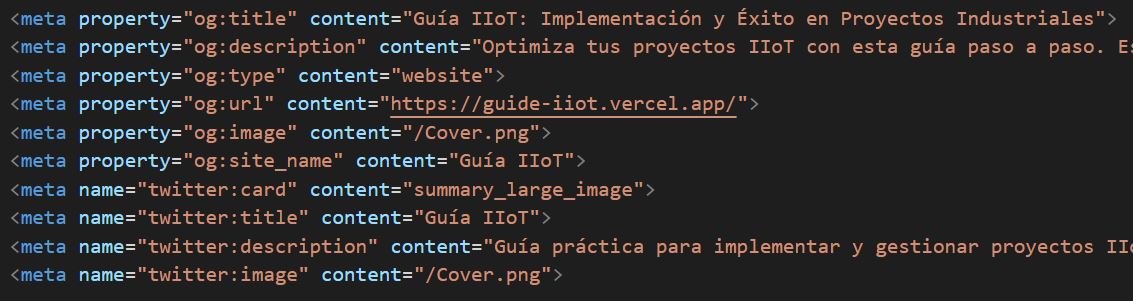 <meta property="og:title" content="Guía IIoT: Implementación y Éxito en Proyectos Industriales">
<meta property="og:description" content="Optimiza tus proyectos IIoT con esta guía paso a paso. Es
<meta property="og:type" content="website">
<meta property="og:url" content="https://guide-iiot.vercel.app/">
<meta property="og:image" content="/Cover.png">
<meta property="og:site_name" content="Guía IIoT">
<meta name="twitter:card" content="summary_large_image">
<meta name="twitter:title" content="Guía IIoT">
<meta name="twitter:description" content="Guía práctica para implementar y gestionar proyectos IIo
<meta name="twitter:image" content="/Cover.png">